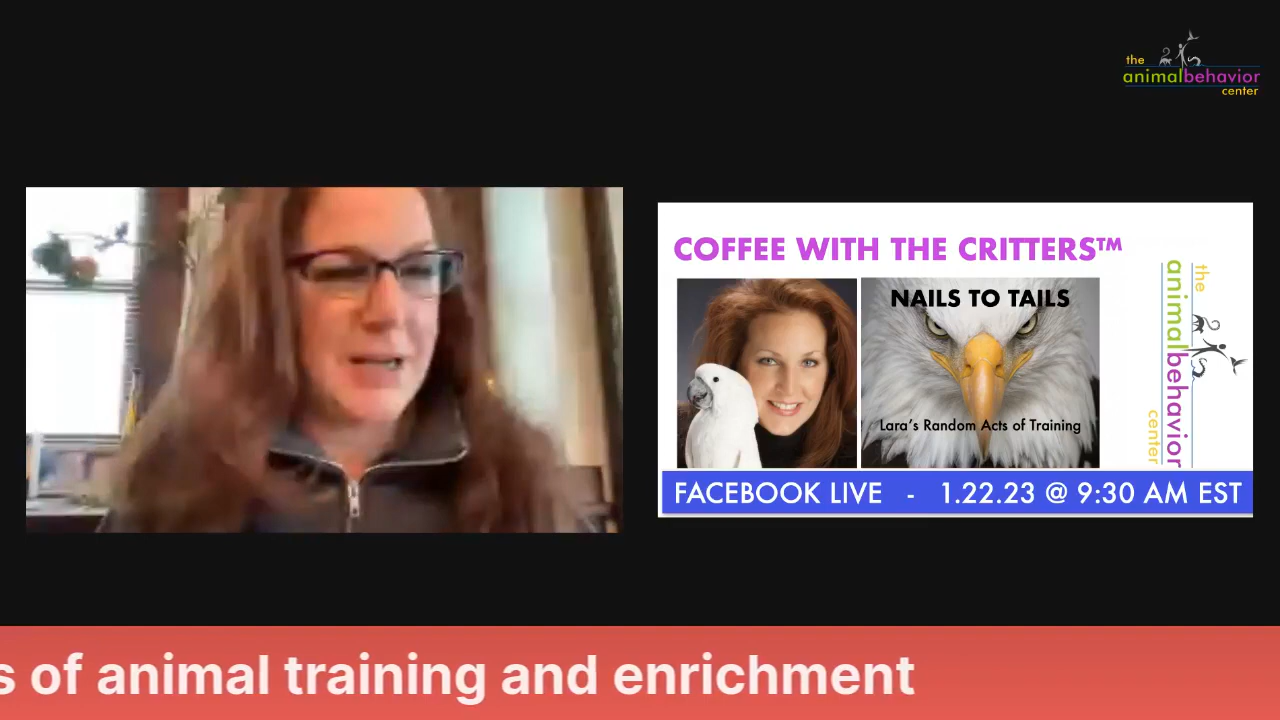 the
animalbehavior
center
COFFEE WITH THE CRITTERS™
NAILS TO TAILS
Lara's Random Acts of Training
the
animalbehavior
center
FACEBOOK LIVE - 1.22.23 @ 9:30 AM EST
s of animal training and enrichment